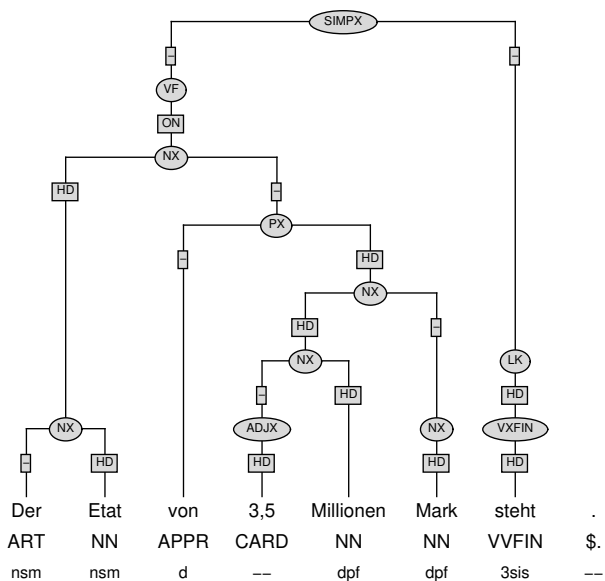 SIMPX
– –
VF
ON
NX
HD –
PX
– HD
NX
HD –
NX LK
– HD HD
NX ADJX NX VXFIN
– HD HD HD HD
Der Etat von 3,5 Millionen Mark steht .
ART NN APPR CARD NN NN VVFIN $.
nsm nsm d –– dpf dpf 3sis ––